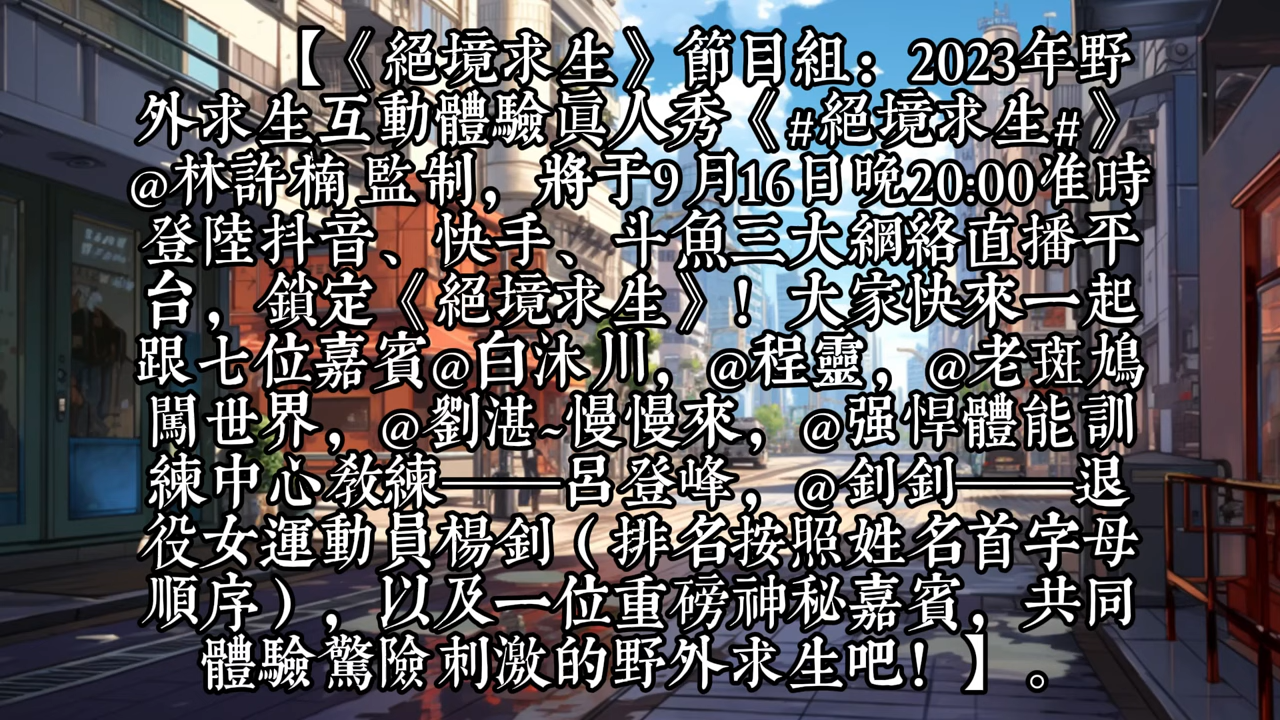 【《絕境求生》節目組：2023年野
外求生互動體驗真人秀《#絕境求生#》
@林許楠 監制，將于9月16日晚20:00准時
登陸抖音、快手、斗魚三大網絡直播平
台，鎖定《絕境求生》！大家快來一起
跟七位嘉賓@白沐川，@程靈，@老斑鳩
闖世界，@劉湛~慢慢來，@强悍體能訓
練中心教練——呂登峰，@釗釗——退
役女運動員楊釗（排名按照姓名首字母
順序），以及一位重磅神秘嘉賓，共同
體驗驚險刺激的野外求生吧！】。